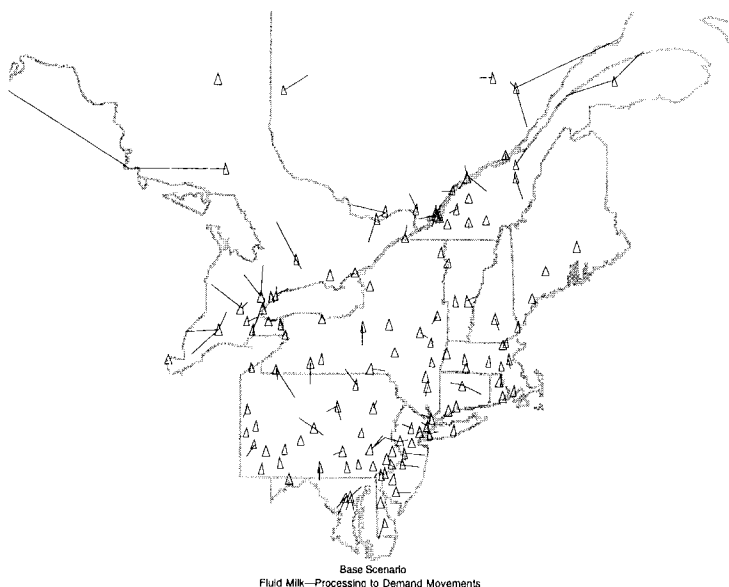 Base Scenario
Fluid Milk—Processing to Demand Movements